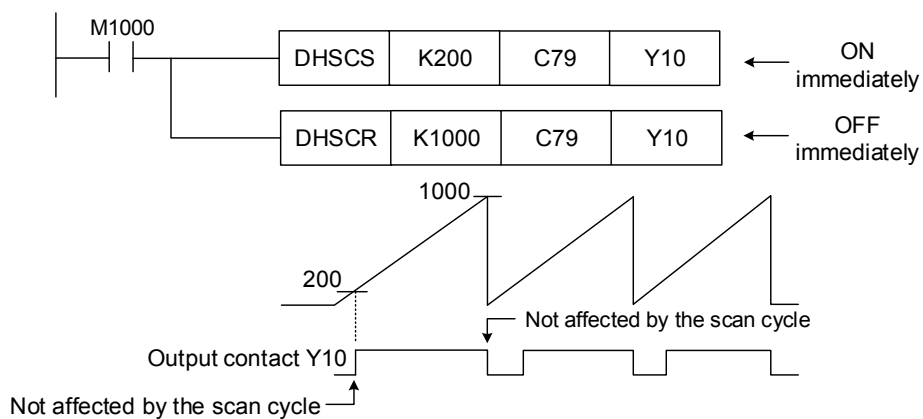 M1000
DHSCS K200 C79 Y10
ON
immediately
DHSCR K1000 C79 Y10
OFF
immediately
1000
200
Not affected by the scan cycle
Output contact Y10
Not affected by the scan cycle